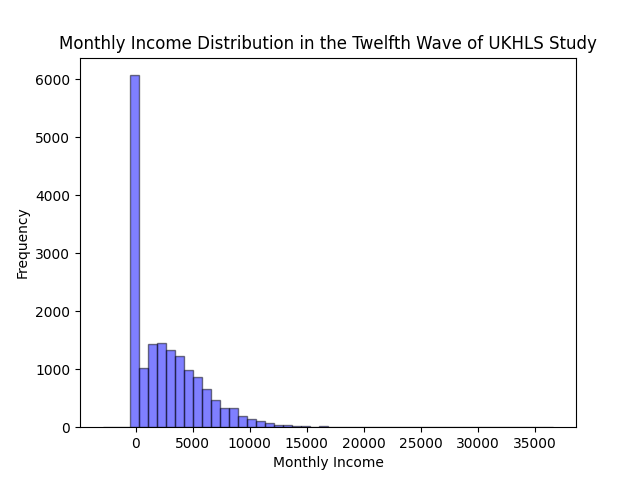 Monthly Income Distribution in the Twelfth Wave of UKHLS Study
6000
5000
4000
3000
2000
1000
0
Frequency
0 5000 10000 15000 20000 25000 30000 35000
Monthly Income